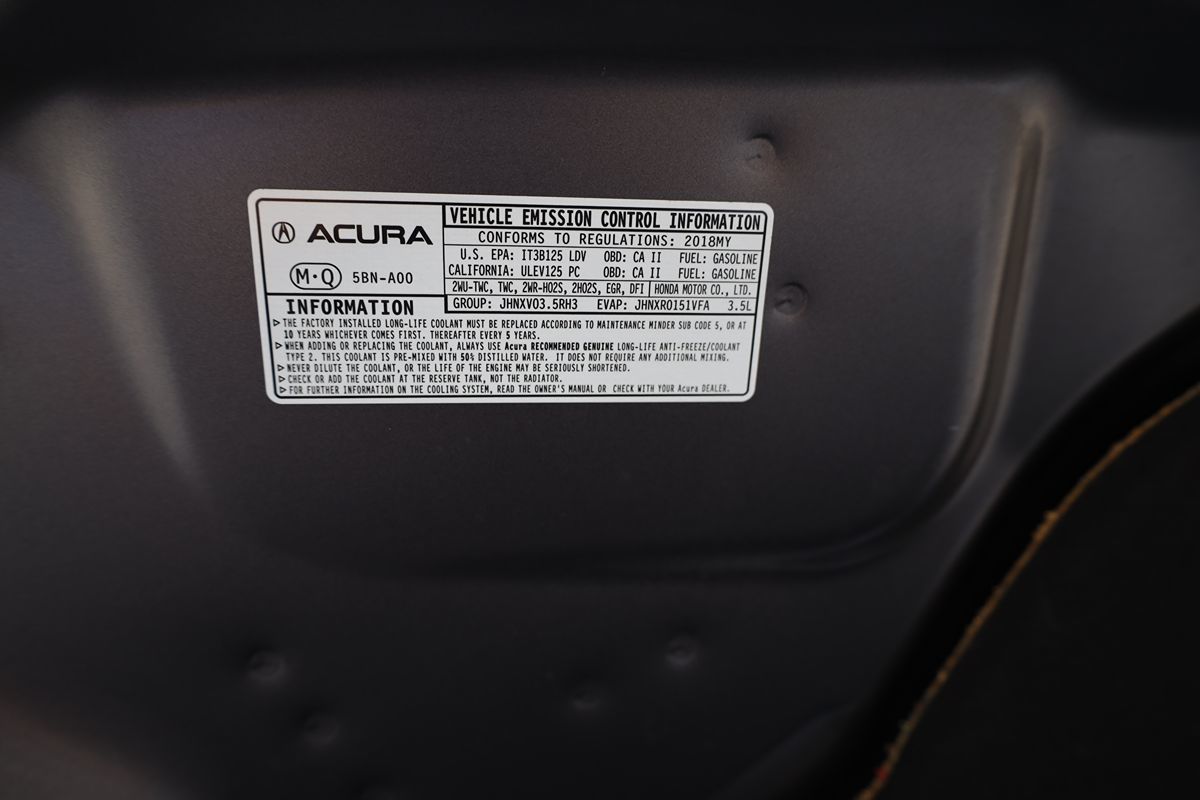 ACURA
M·Q 5BN-A00
VEHICLE EMISSION CONTROL INFORMATION
CONFORMS TO REGULATIONS: 2018MY
U.S. EPA: IT3B125 LDV OBD: CA II FUEL: GASOLINE
CALIFORNIA: ULEV125 PC OBD: CA II FUEL: GASOLINE
2WU-TWC, TWC, 2WR-HO2S, 2HO2S, EGR, DFI HONDA MOTOR CO., LTD.
GROUP: JHNXV03.5RH3 EVAP: JHNXR0151VFA 3.5L
INFORMATION
▷THE FACTORY INSTALLED LONG-LIFE COOLANT MUST BE REPLACED ACCORDING TO MAINTENANCE MINDER SUB CODE 5, OR AT
10 YEARS WHICHEVER COMES FIRST. THEREAFTER EVERY 5 YEARS.
▷WHEN ADDING OR REPLACING THE COOLANT, ALWAYS USE Acura RECOMMENDED GENUINE LONG-LIFE ANTI-FREEZE/COOLANT
TYPE 2. THIS COOLANT IS PRE-MIXED WITH 50% DISTILLED WATER. IT DOES NOT REQUIRE ANY ADDITIONAL MIXING.
▷NEVER DILUTE THE COOLANT, OR THE LIFE OF THE ENGINE MAY BE SERIOUSLY SHORTENED.
▷CHECK OR ADD THE COOLANT AT THE RESERVE TANK, NOT THE RADIATOR.
▷FOR FURTHER INFORMATION ON THE COOLING SYSTEM, READ THE OWNER'S MANUAL OR CHECK WITH YOUR Acura DEALER.